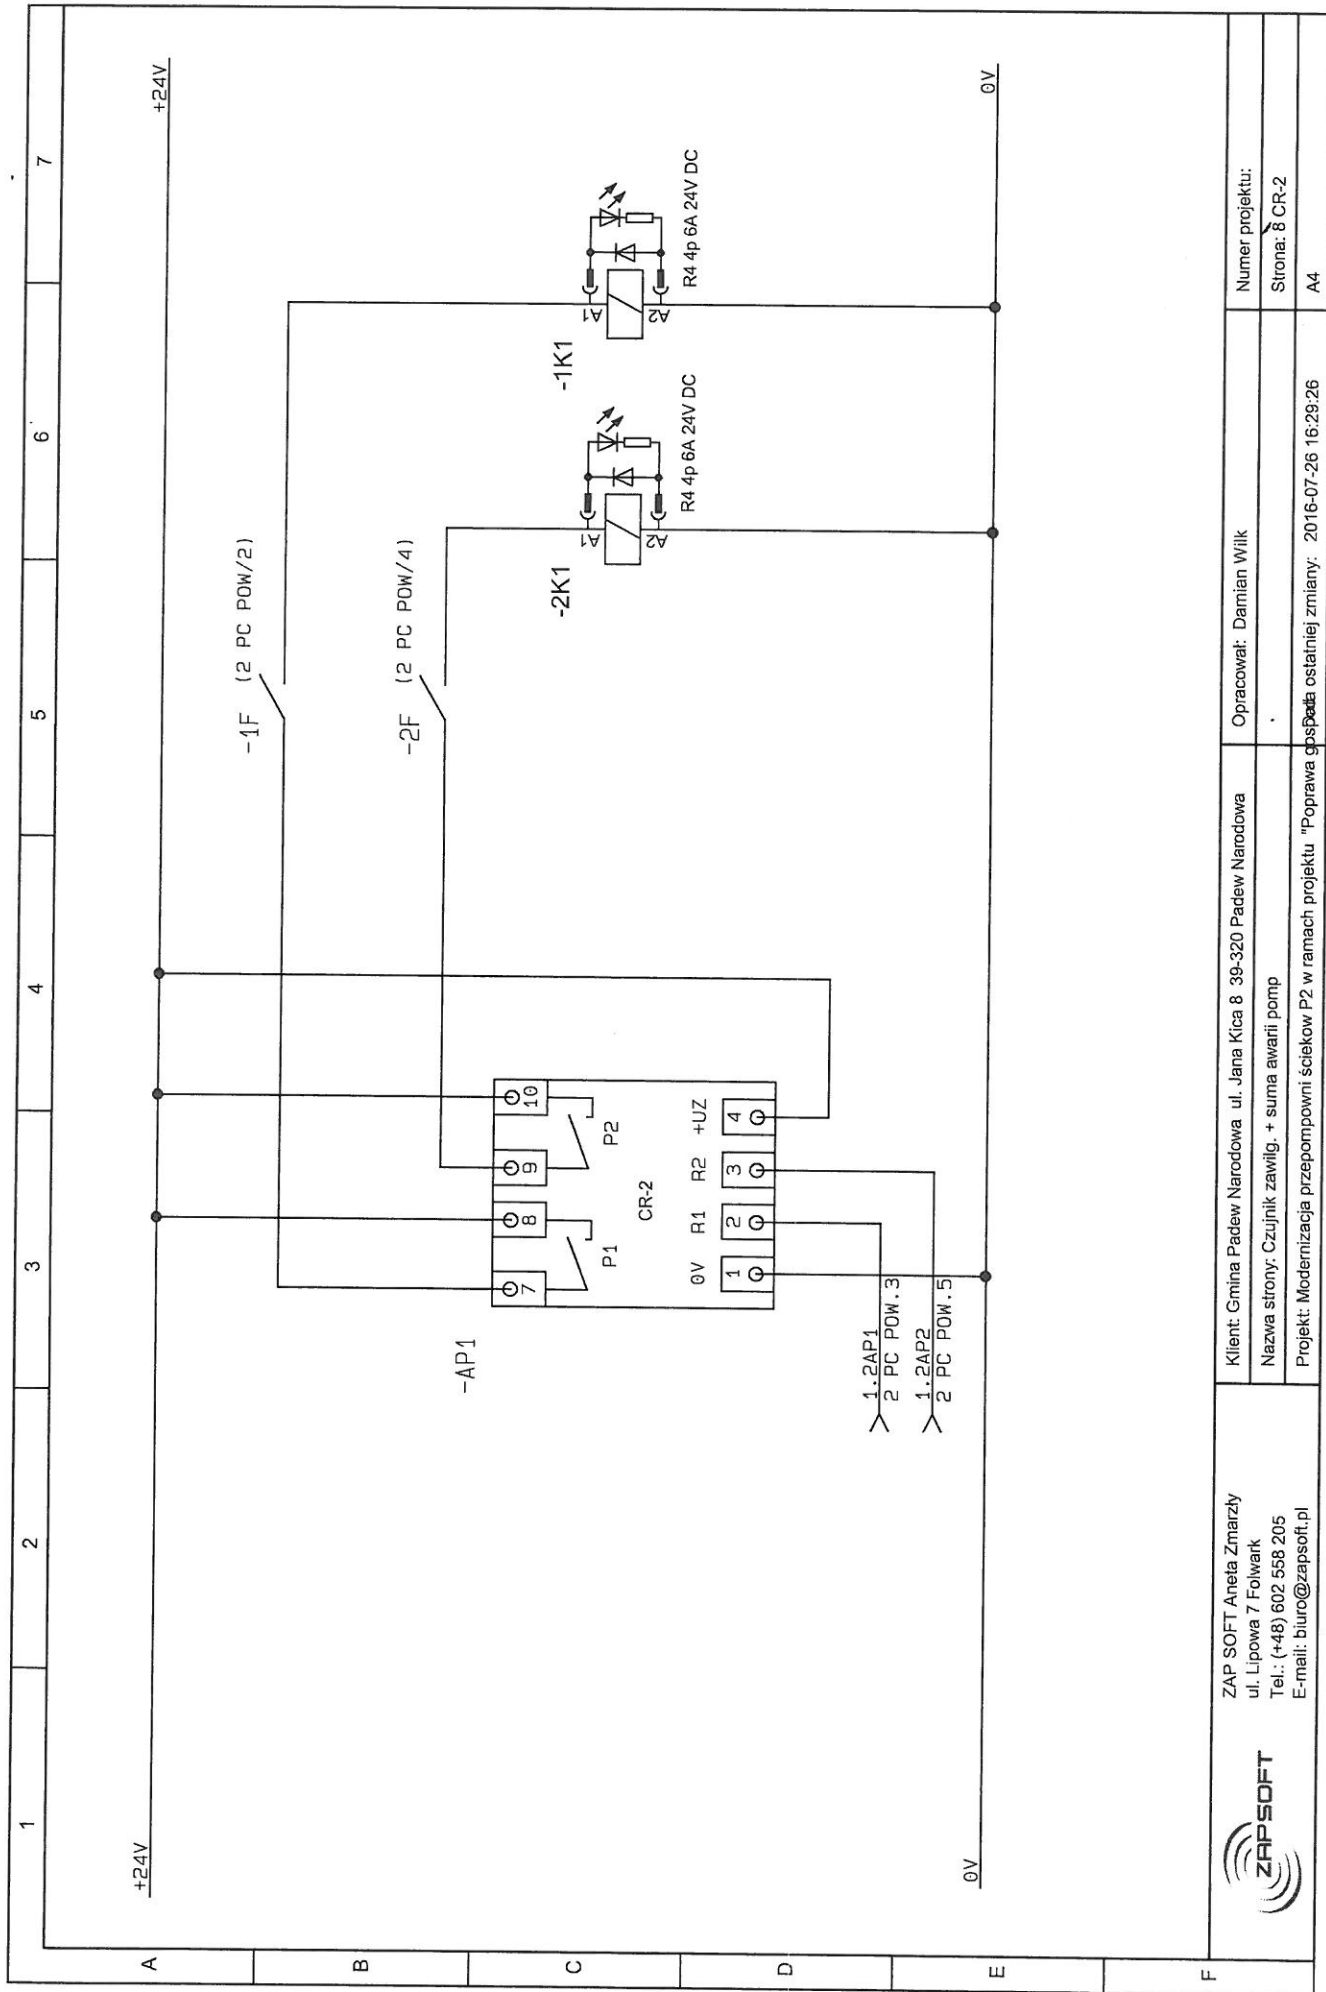 1
2
3
4
5
6
7
A
B
C
D
E
F
+24V
+24V
-1F (2 PC POW/2)
-2F (2 PC POW/4)
-AP1
7
8
9
10
P1
P2
CR-2
0V
R1
R2
+UZ
1
2
3
4
1.2AP1
2 PC POW.3
1.2AP2
2 PC POW.5
-2K1
A1
A2
R4 4p 6A 24V DC
-1K1
A1
A2
R4 4p 6A 24V DC
0V
0V
ZAPSOFT
ZAP SOFT Aneta Zmarzły
ul. Lipowa 7 Folwark
Tel.: (+48) 602 558 205
E-mail: biuro@zapsoft.pl
Klient: Gmina Padew Narodowa ul. Jana Kica 8 39-320 Padew Narodowa
Opracował: Damian Wilk
Numer projektu:
Nazwa strony: Czujnik zawilg. + suma awarii pomp
Strona: 8 CR-2
Projekt: Modernizacja przepompowni ścieków P2 w ramach projektu "Poprawa
ostatniej zmiany: 2016-07-26 16:29:26
A4